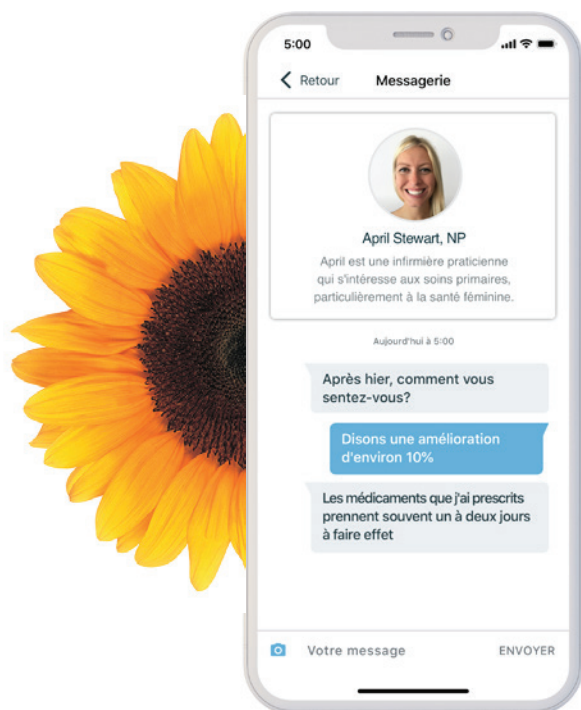 5:00
Retour
Messagerie
April Stewart, NP
April est une infirmière praticienne
qui s'intéresse aux soins primaires,
particulièrement à la santé féminine.
Aujourd'hui à 5:00
Après hier, comment vous
sentez-vous?
Disons une amélioration
d'environ 10%
Les médicaments que j'ai prescrits
prennent souvent un à deux jours
à faire effet
Votre message
ENVOYER